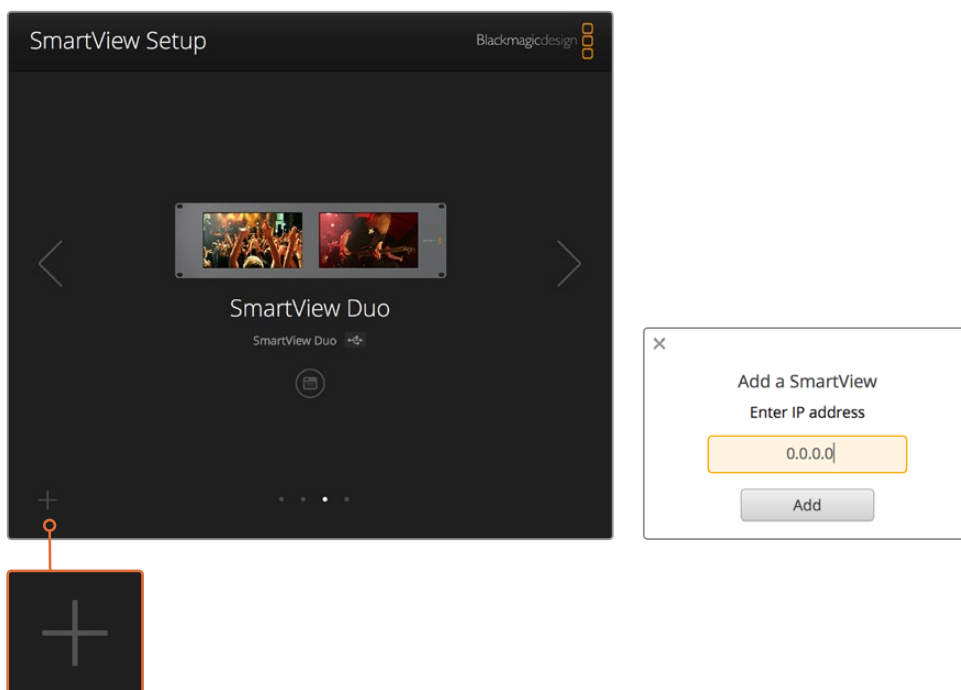 SmartView Setup
Blackmagicdesign
SmartView Duo
SmartView Duo
Add a SmartView
Enter IP address
0.0.0.0
Add